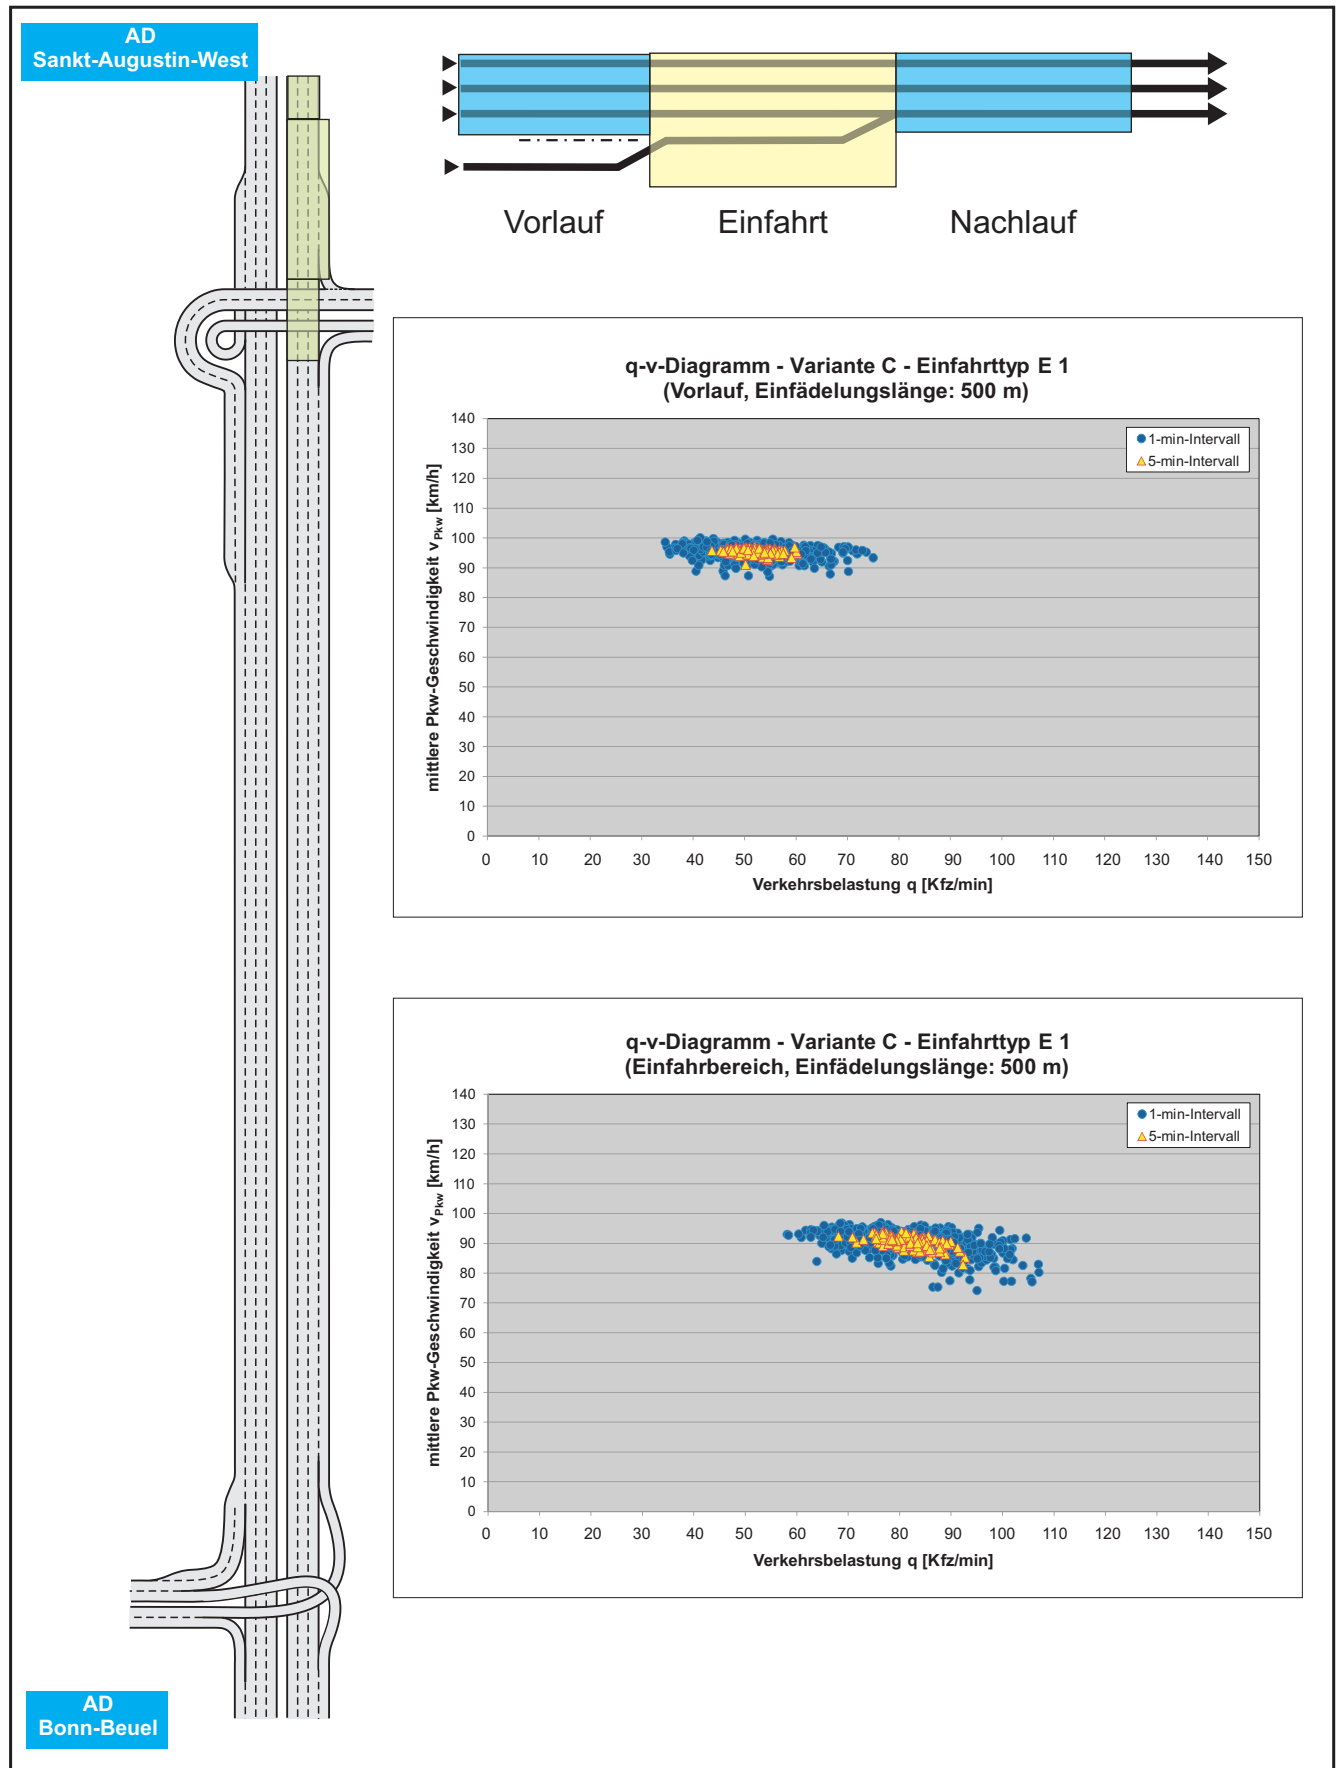 AD
Sankt-Augustin-West
Vorlauf Einfahrt Nachlauf
q-v-Diagramm - Variante C - Einfahrttyp E 1
(Vorlauf, Einfädelungslänge: 500 m)
140
130
120
110
100
90
80
70
60
50
40
30
20
10
0
mittlere Pkw-Geschwindigkeit vPkw [km/h]
1-min-Intervall
5-min-Intervall
0 10 20 30 40 50 60 70 80 90 100 110 120 130 140 150
Verkehrsbelastung q [Kfz/min]
q-v-Diagramm - Variante C - Einfahrttyp E 1
(Einfahrbereich, Einfädelungslänge: 500 m)
140
130
120
110
100
90
80
70
60
50
40
30
20
10
0
mittlere Pkw-Geschwindigkeit vPkw [km/h]
1-min-Intervall
5-min-Intervall
0 10 20 30 40 50 60 70 80 90 100 110 120 130 140 150
Verkehrsbelastung q [Kfz/min]
AD
Bonn-Beuel